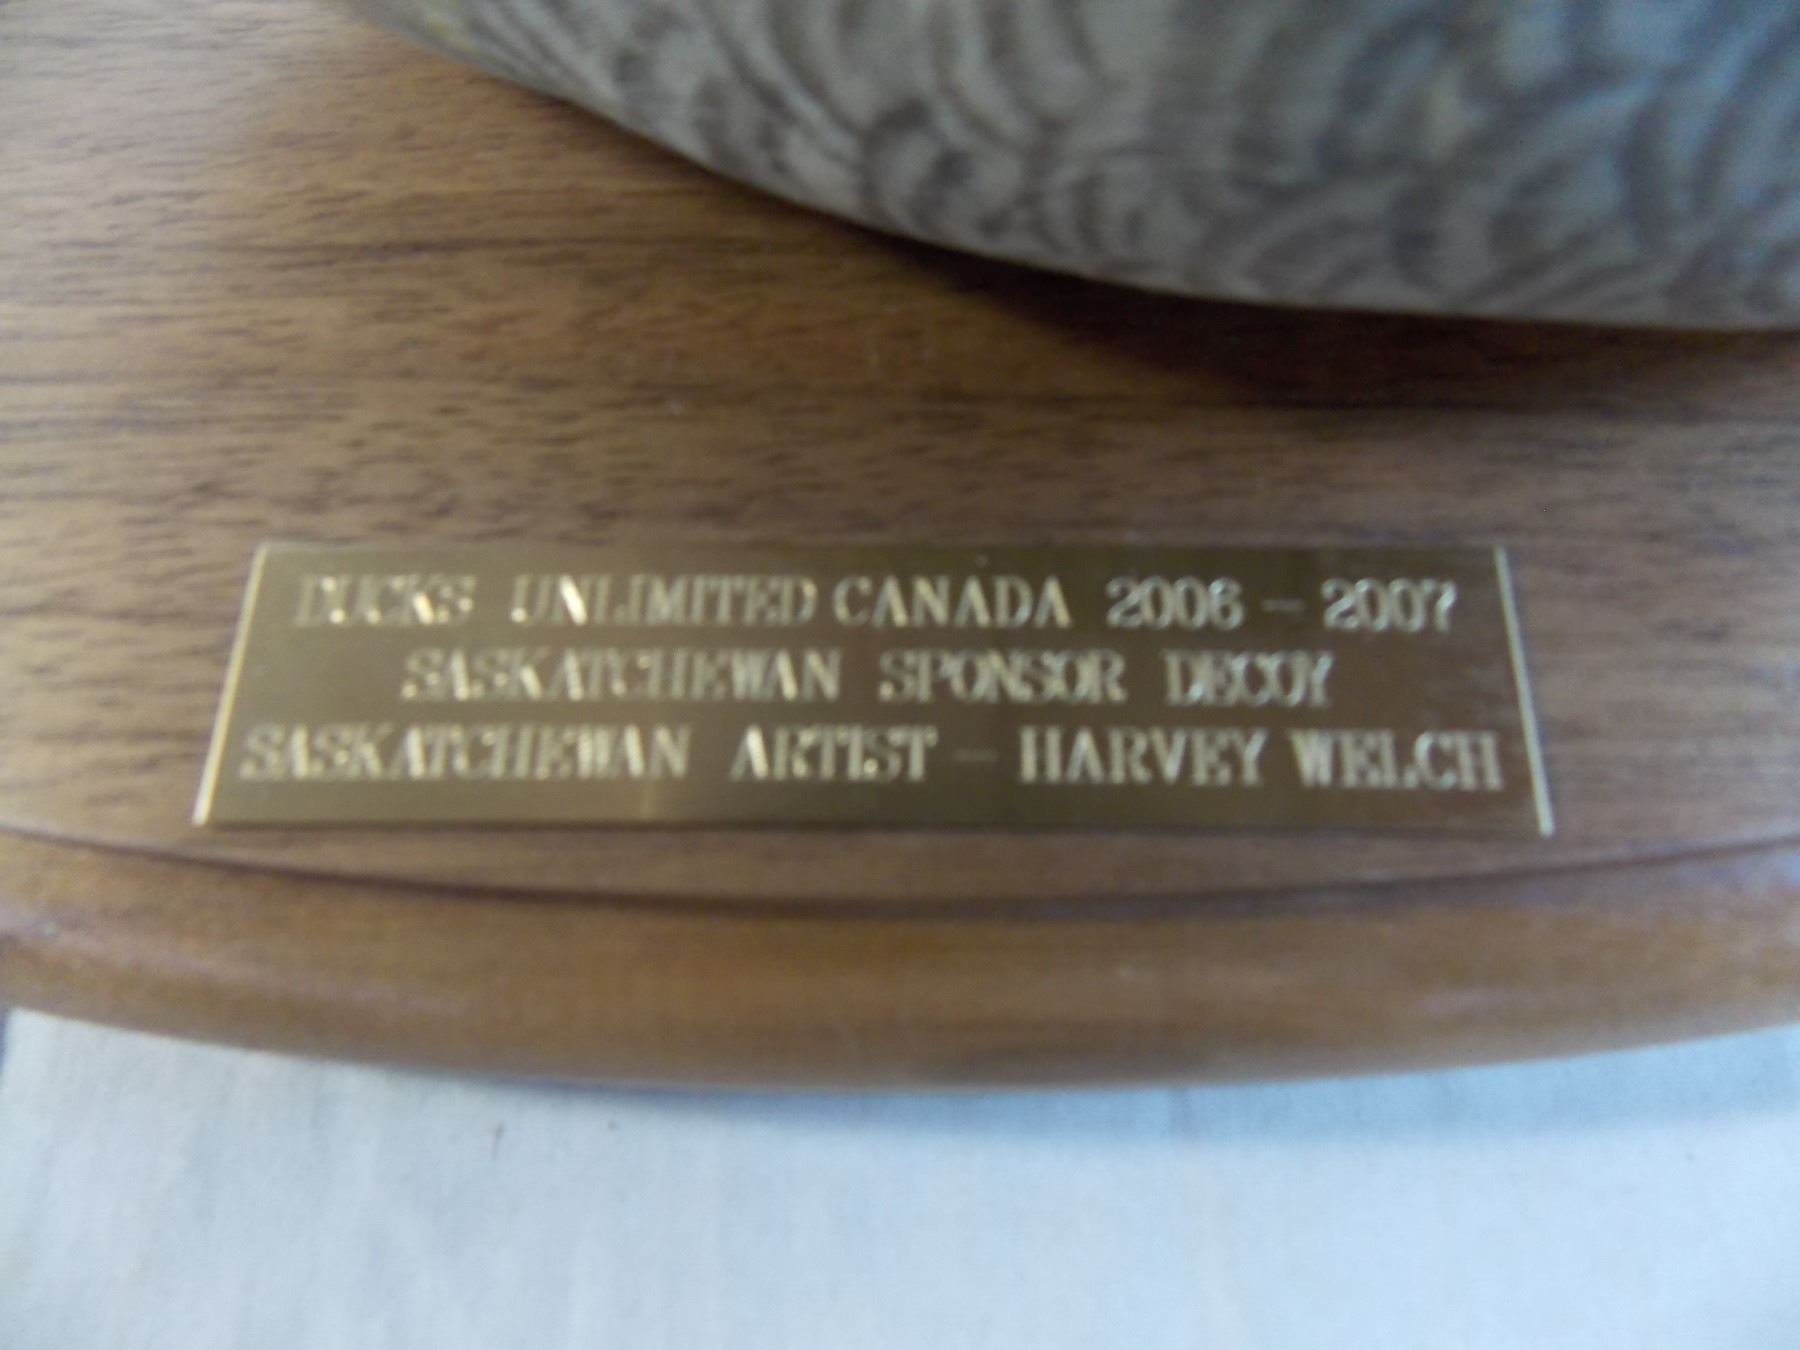 DUCKS UNLIMITED CANADA 2006 - 2007
SASKATCHEWAN SPONSOR DECOY
SASKATCHEWAN ARTIST - HARVEY WELCH